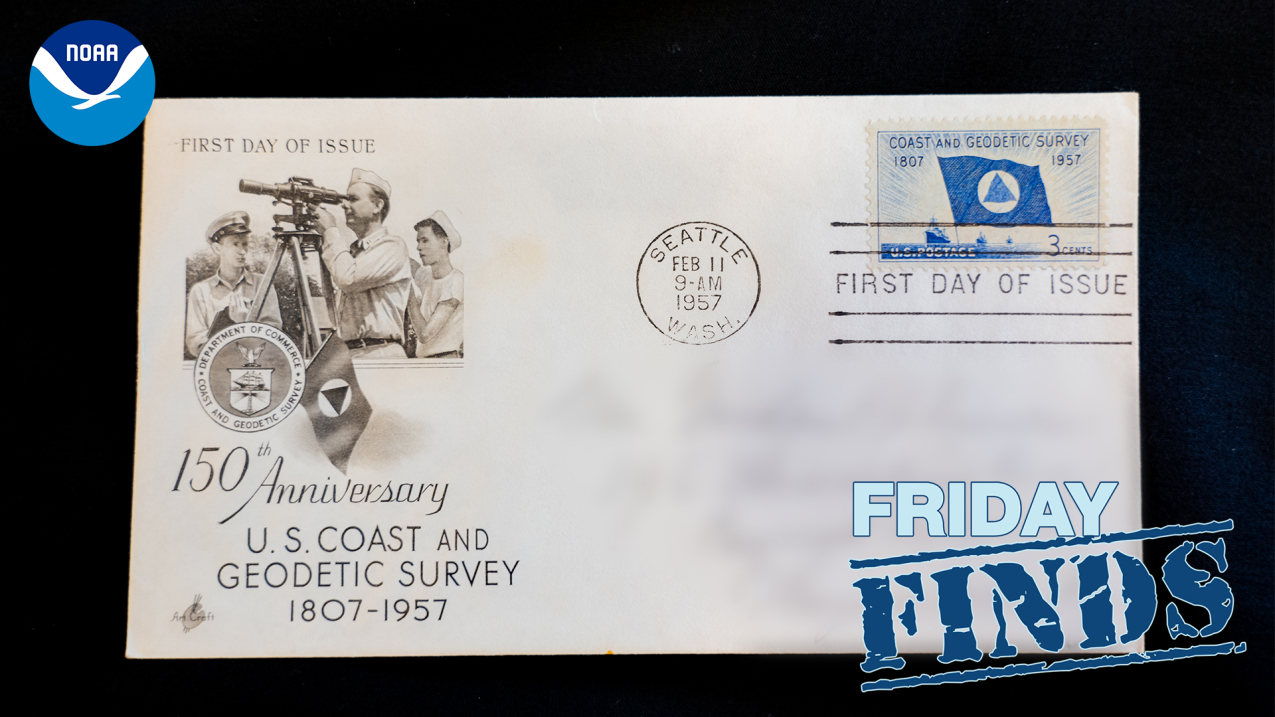 NOAA
FIRST DAY OF ISSUE
COAST AND GEODETIC SURVEY
1807 1957
U.S. POSTAGE 3 CENTS
SEATTLE
FEB 11
9-AM
1957
WASH.
FIRST DAY OF ISSUE
DEPARTMENT OF COMMERCE
COAST AND GEODETIC SURVEY
150th Anniversary
U. S. COAST AND
GEODETIC SURVEY
1807-1957
Art Craft
FRIDAY
FINDS